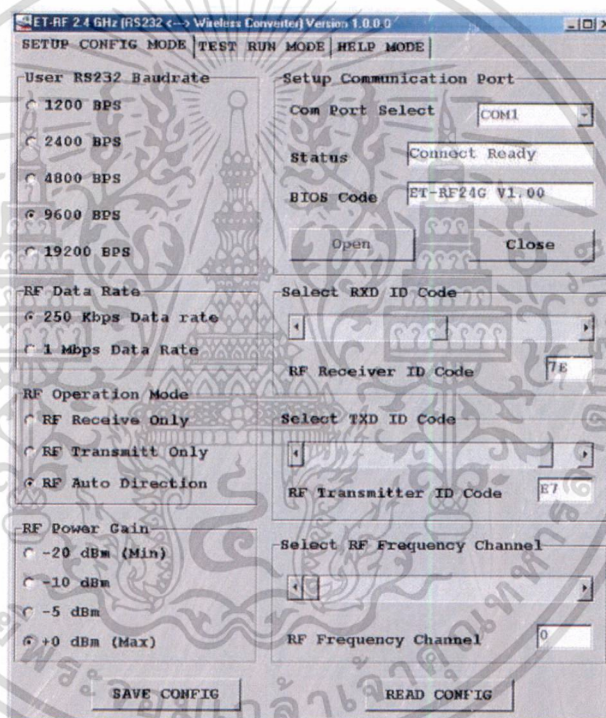 ET-RF 2.4 GHz (RS232 <--> Wireless Converter) Version 1.0.0.0
SETUP CONFIG MODE TEST RUN MODE HELP MODE
User RS232 Baudrate
1200 BPS
2400 BPS
4800 BPS
9600 BPS
19200 BPS
Setup Communication Port
Com Port Select COM1
Status Connect Ready
BIOS Code ET-RF24G V1.00
Open Close
RF Data Rate
250 Kbps Data rate
1 Mbps Data Rate
Select RXD ID Code
RF Receiver ID Code 7E
RF Operation Mode
RF Receive Only
RF Transmitt Only
RF Auto Direction
Select TXD ID Code
RF Transmitter ID Code E7
RF Power Gain
-20 dBm (Min)
-10 dBm
-5 dBm
+0 dBm (Max)
Select RF Frequency Channel
RF Frequency Channel 0
SAVE CONFIG READ CONFIG